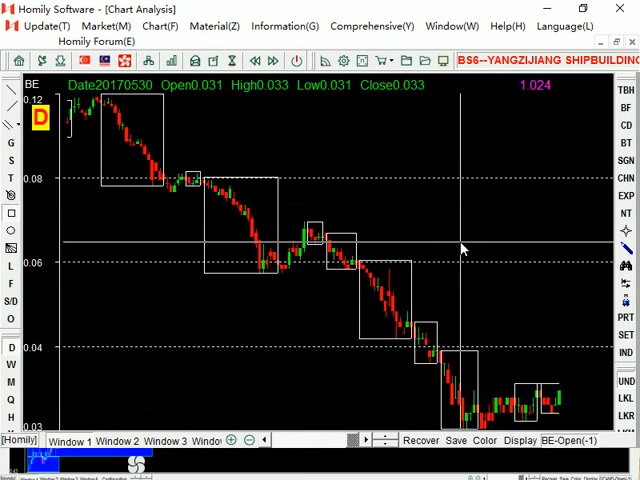 Homily Software - [Chart Analysis]
Update(T) Market(M) Chart(F) Material(Z) Information(G) Comprehensive(Y) Window(W) Help(H) Language(L)
Homily Forum(E)
BS6--YANGZIJIANG SHIPBUILDING
BE Date20170530 Open0.031 High0.033 Low0.031 Close0.033 1.024
0.12
D
0.08
0.06
0.04
0.03
G
S
T
L
F
S/D
O
D
W
M
Q
H
TBH
BF
CD
BT
SGN
CHN
EXP
NT
PRT
SET
IND
UND
LKL
LKR
[Homily] Window 1 Window 2 Window 3 Windo Recover Save Color Display BE-Open(-1)